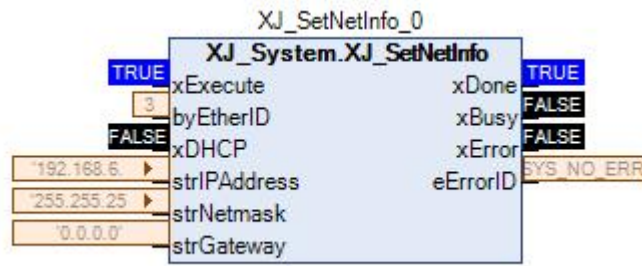 XJ_SetNetInfo_0
XJ_System.XJ_SetNetInfo
TRUE xExecute xDone TRUE
3 byEtherID xBusy FALSE
FALSE xDHCP xError FALSE
'192.168.6. strIPAddress eErrorID SYS_NO_ERR
'255.255.25 strNetmask
'0.0.0.0' strGateway